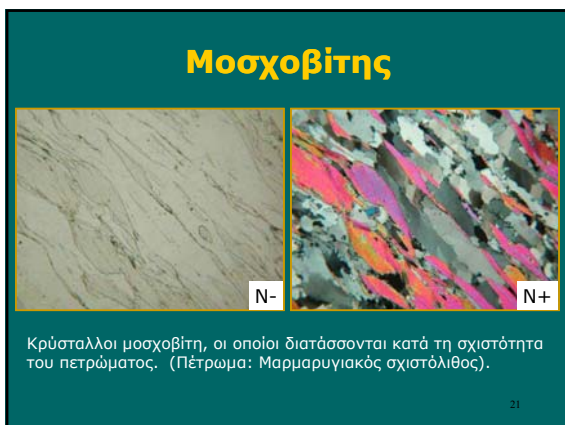 Μοσχοβίτης
N-
N+
Κρύσταλλοι μοσχοβίτη, οι οποίοι διατάσσονται κατά τη σχιστότητα
του πετρώματος.  (Πέτρωμα: Μαρμαρυγιακός σχιστόλιθος).
21